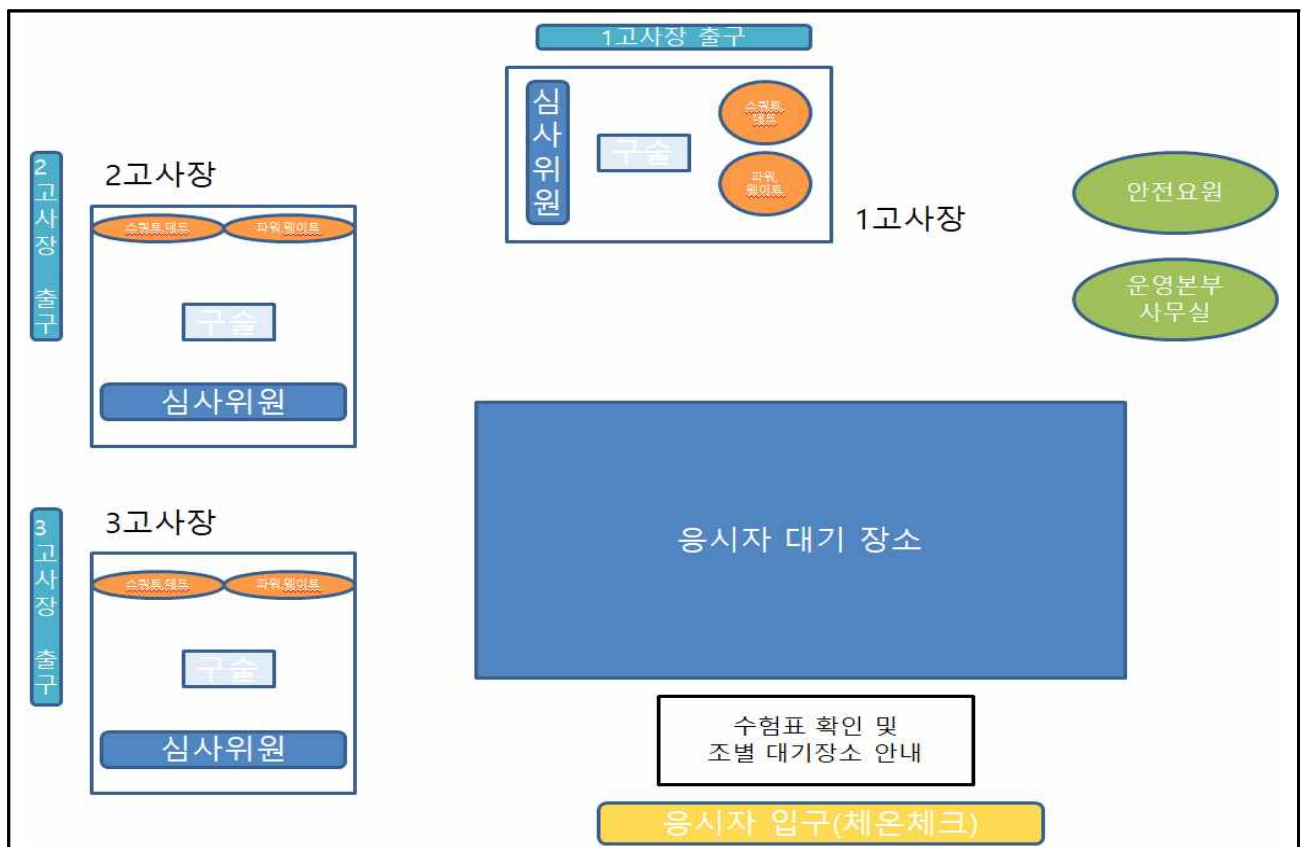 1고사장 출구
심사위원
구술
스쿼트,
데드
파워,
웨이트
1고사장
안전요원
운영본부
사무실
2고사장 출구
2고사장
스쿼트,데드
파워,웨이트
구술
심사위원
3고사장 출구
3고사장
스쿼트,데드
파워,웨이트
구술
심사위원
응시자 대기 장소
수험표 확인 및
조별 대기장소 안내
응시자 입구(체온체크)